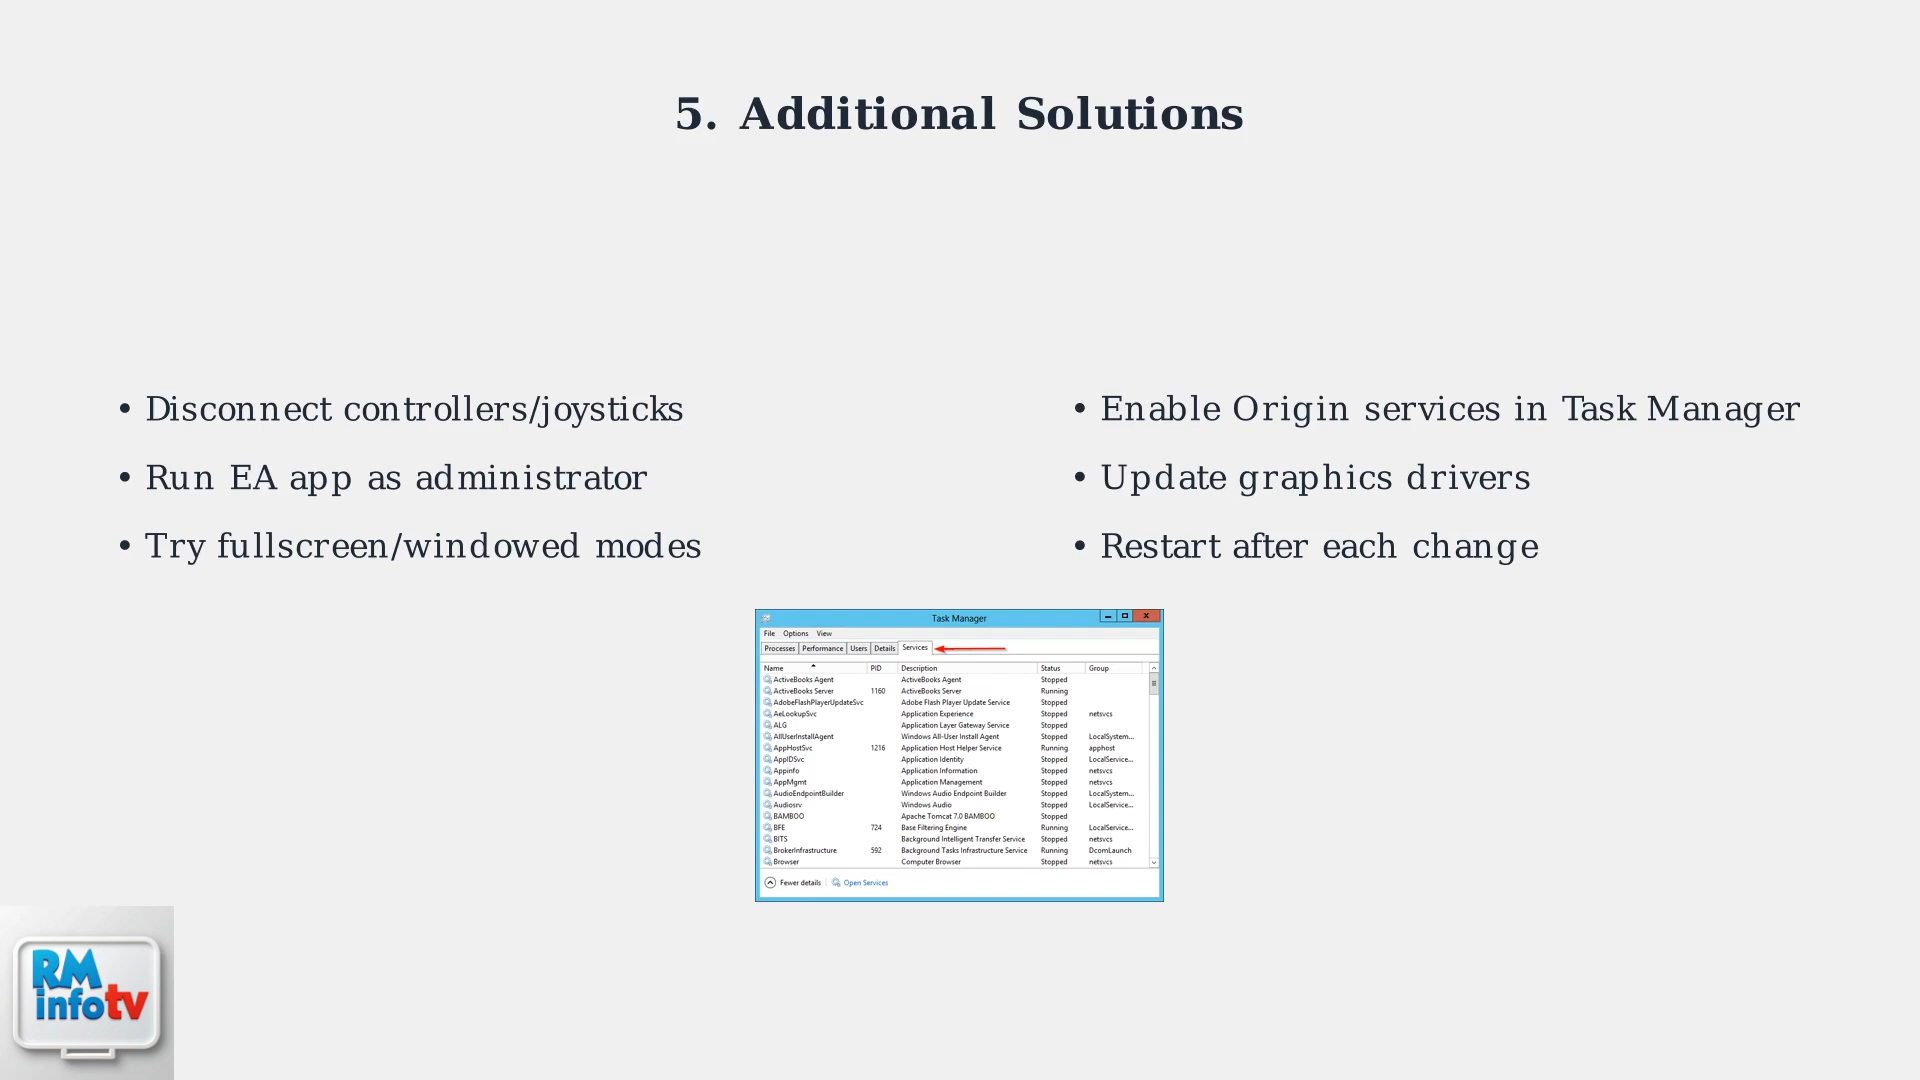 5. Additional Solutions
• Disconnect controllers/joysticks
• Run EA app as administrator
• Try fullscreen/windowed modes
• Enable Origin services in Task Manager
• Update graphics drivers
• Restart after each change
Task Manager
File Options View
Processes Performance Users Details Services
Name PID Description Status Group
ActiveBooks Agent ActiveBooks Agent Stopped
ActiveBooks Server 1160 ActiveBooks Server Running
AdobeFlashPlayerUpdateSvc Adobe Flash Player Update Service Stopped
AeLookupSvc Application Experience Stopped netsvcs
ALG Application Layer Gateway Service Stopped
AllUserInstallAgent Windows All-User Install Agent Stopped LocalSystem...
AppHostSvc 1216 Application Host Helper Service Running apphost
AppIDSvc Application Identity Stopped LocalService...
Appinfo Application Information Stopped netsvcs
AppMgmt Application Management Stopped netsvcs
AudioEndpointBuilder Windows Audio Endpoint Builder Stopped LocalSystem...
Audiosrv Windows Audio Stopped LocalService...
BAMBOO Apache Tomcat 7.0 BAMBOO Stopped
BFE 724 Base Filtering Engine Running LocalService...
BITS Background Intelligent Transfer Service Stopped netsvcs
BrokerInfrastructure 592 Background Tasks Infrastructure Service Running DcomLaunch
Browser Computer Browser Stopped netsvcs
Fewer details Open Services
RM
infotv